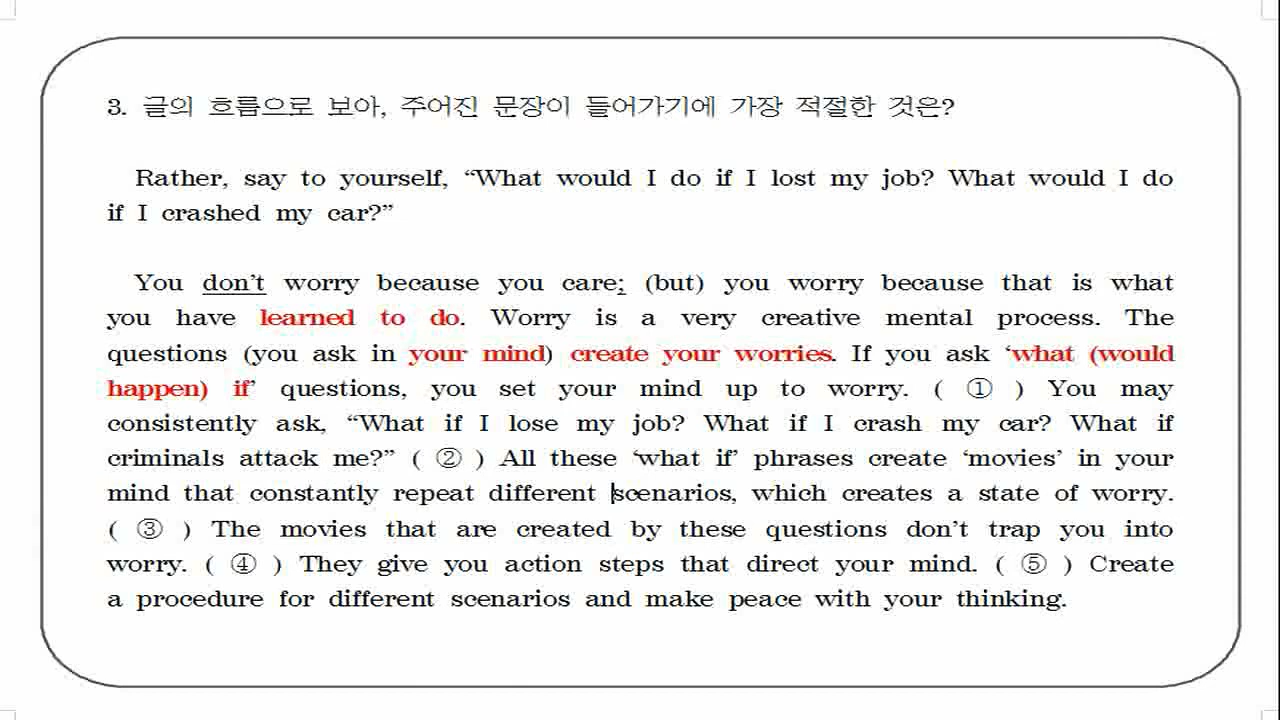 3. 글의 흐름으로 보아, 주어진 문장이 들어가기에 가장 적절한 것은?
Rather, say to yourself, “What would I do if I lost my job? What would I do
if I crashed my car?”
You don’t worry because you care; (but) you worry because that is what
you have learned to do. Worry is a very creative mental process. The
questions (you ask in your mind) create your worries. If you ask ‘what (would
happen) if’ questions, you set your mind up to worry. ( ① ) You may
consistently ask, “What if I lose my job? What if I crash my car? What if
criminals attack me?” ( ② ) All these ‘what if’ phrases create ‘movies’ in your
mind that constantly repeat different scenarios, which creates a state of worry.
( ③ ) The movies that are created by these questions don’t trap you into
worry. ( ④ ) They give you action steps that direct your mind. ( ⑤ ) Create
a procedure for different scenarios and make peace with your thinking.